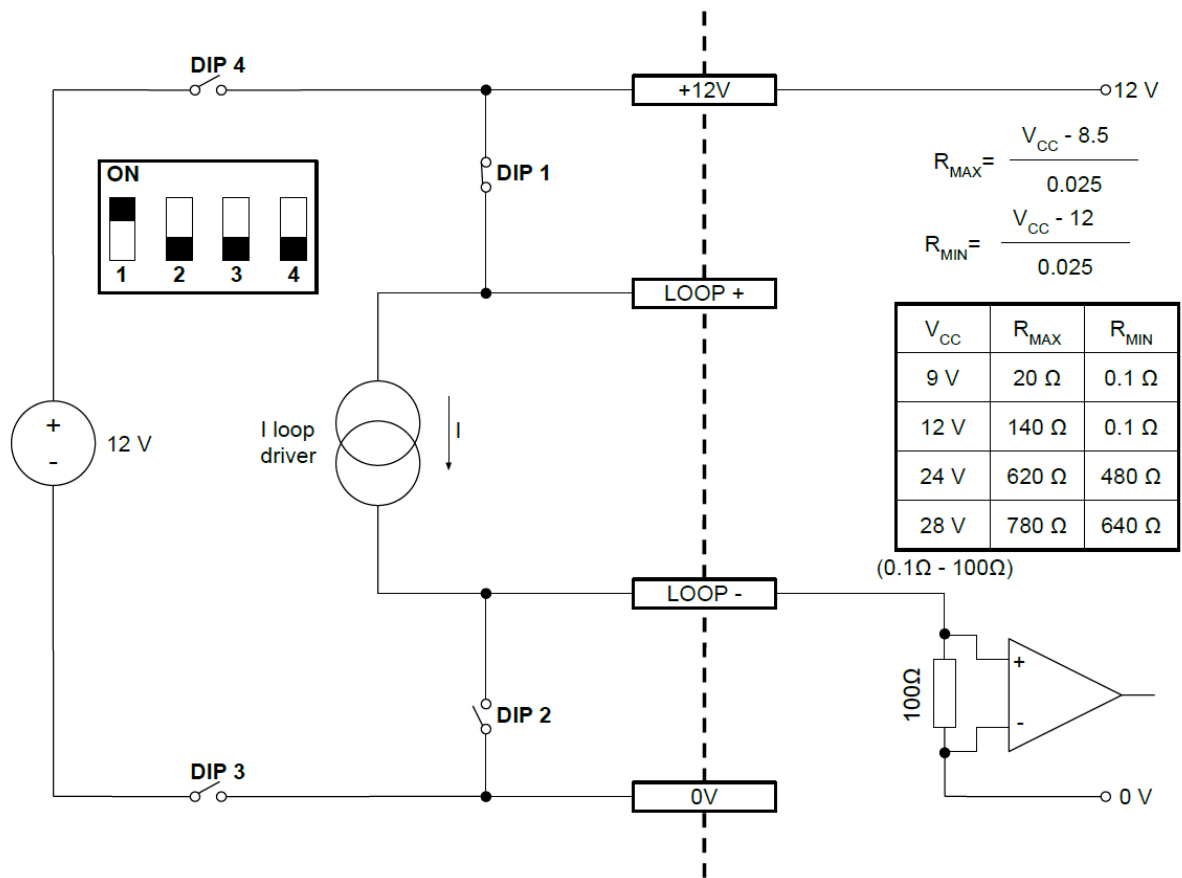 DIP 4
+12V
12 V
ON
1 2 3 4
DIP 1
R_MAX= V_CC - 8.5 / 0.025
R_MIN= V_CC - 12 / 0.025
LOOP +
V_CC R_MAX R_MIN
9 V 20 Ω 0.1 Ω
12 V 140 Ω 0.1 Ω
24 V 620 Ω 480 Ω
28 V 780 Ω 640 Ω
+
-
12 V
I loop
driver
I
(0.1Ω - 100Ω)
LOOP -
100Ω
+
-
DIP 2
DIP 3
0V
0 V